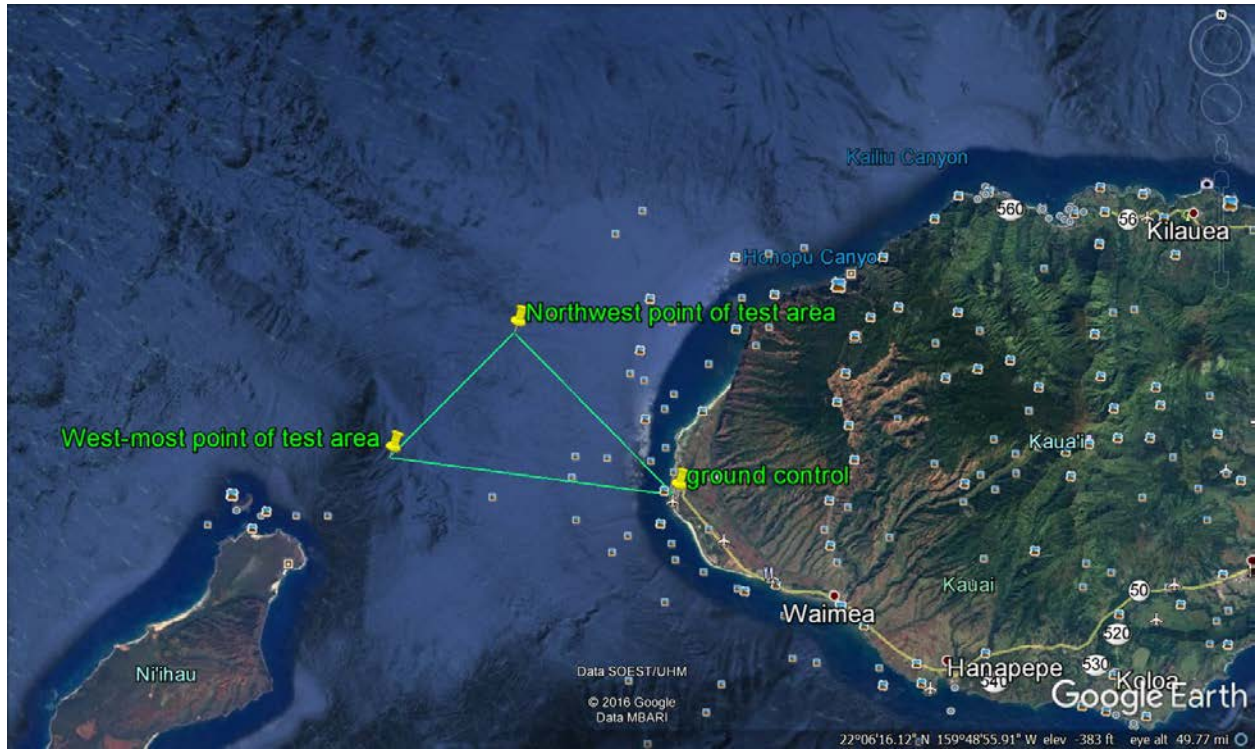 N
Kailiu Canyon
560
56
Kilauea
Honopu Canyon
Northwest point of test area
West-most point of test area
Kaua'i
ground control
Kauai
50
Waimea
520
Ni'ihau
Data SOEST/UHM
Hanapepe
530
Koloa
540
© 2016 Google
Data MBARI
Google Earth
22°06'16.12" N 159°48'55.91" W elev -383 ft eye alt 49.77 mi